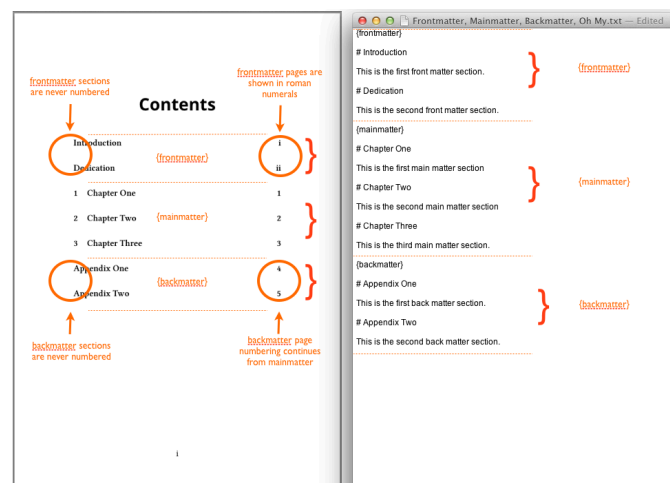 frontmatter sections
are never numbered
frontmatter pages are
shown in roman
numerals
Contents
Introduction i
{frontmatter}
Dedication ii
1 Chapter One 1
2 Chapter Two {mainmatter} 2
3 Chapter Three 3
Appendix One 4
{backmatter}
Appendix Two 5
backmatter sections
are never numbered
backmatter page
numbering continues
from mainmatter
i
Frontmatter, Mainmatter, Backmatter, Oh My.txt — Edited
{frontmatter}
# Introduction
This is the first front matter section.
{frontmatter}
# Dedication
This is the second front matter section.
{mainmatter}
# Chapter One
This is the first main matter section
# Chapter Two
{mainmatter}
This is the second main matter section
# Chapter Three
This is the third main matter section.
{backmatter}
# Appendix One
This is the first back matter section.
{backmatter}
# Appendix Two
This is the second back matter section.